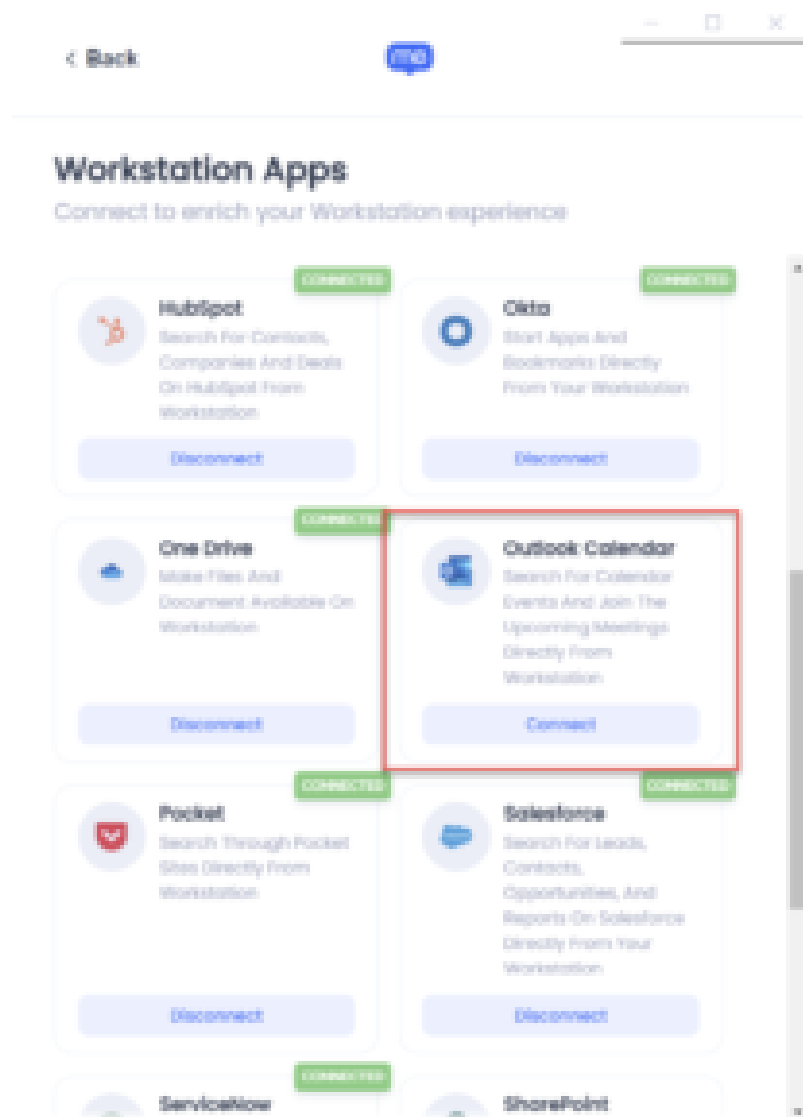 < Back
me
Workstation Apps
Connect to enrich your Workstation experience
CONNECTED
HubSpot
Search For Contacts,
Companies And Deals
On HubSpot From
Workstation
Disconnect
CONNECTED
Okta
Start Apps And
Bookmarks Directly
From Your Workstation
Disconnect
CONNECTED
One Drive
Make Files And
Document Available On
Workstation
Disconnect
Outlook Calendar
Search For Calendar
Events And Join The
Upcoming Meetings
Directly From
Workstation
Connect
CONNECTED
Pocket
Search Through Pocket
Sites Directly From
Workstation
Disconnect
CONNECTED
Salesforce
Search For Leads,
Contacts,
Opportunities, And
Reports On Salesforce
Directly From Your
Workstation
Disconnect
CONNECTED
ServiceNow
SharePoint